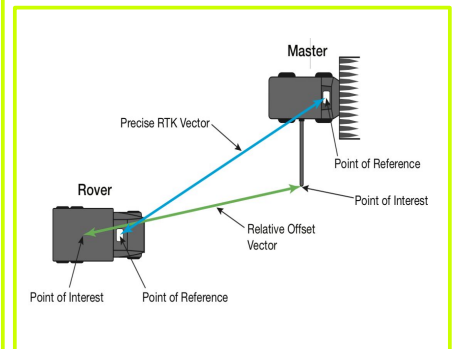 Master
Precise RTK Vector
Point of Reference
Rover
Point of Interest
Relative Offset
Vector
Point of Interest
Point of Reference